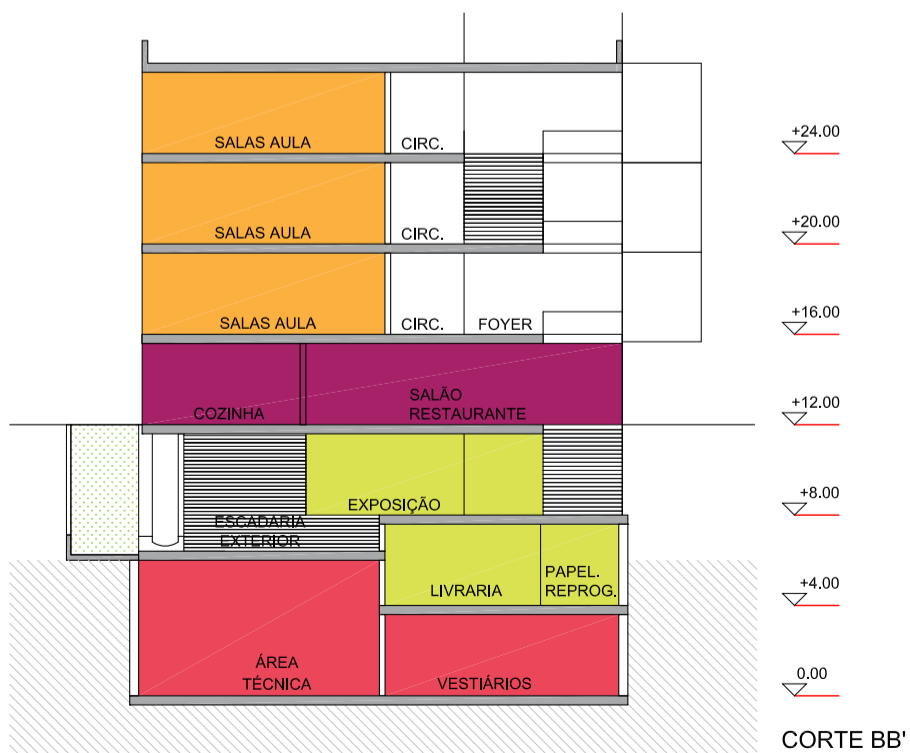 +24.00
SALAS AULA
CIRC.
+20.00
SALAS AULA
CIRC.
+16.00
SALAS AULA
CIRC.
FOYER
+12.00
COZINHA
SALÃO
RESTAURANTE
+8.00
EXPOSIÇÃO
ESCADARIA
EXTERIOR
+4.00
LIVRARIA
PAPEL.
REPROG.
0.00
ÁREA
TÉCNICA
VESTIÁRIOS
CORTE BB'